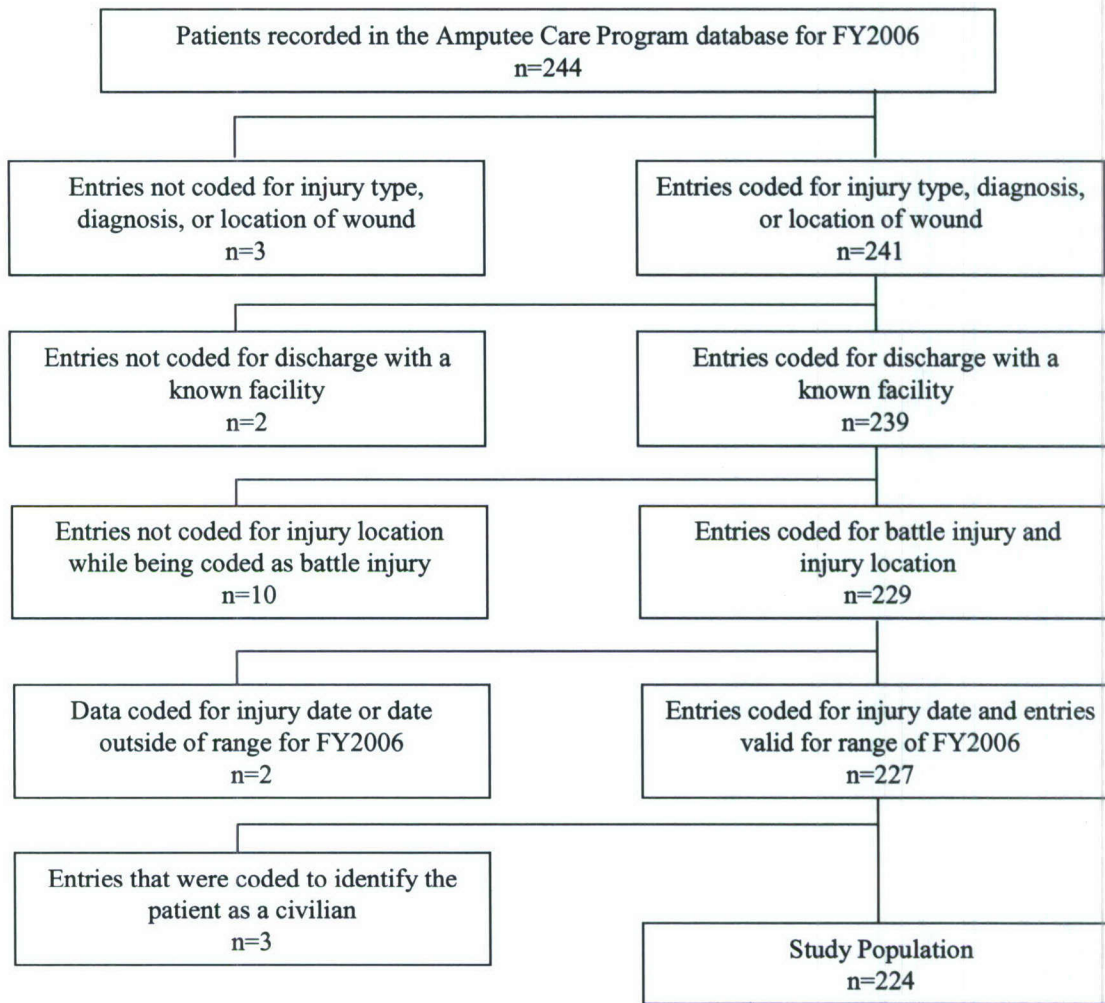 Patients recorded in the Amputee Care Program database for FY2006
n=244
Entries not coded for injury type,
diagnosis, or location of wound
n=3
Entries coded for injury type, diagnosis,
or location of wound
n=241
Entries not coded for discharge with a
known facility
n=2
Entries coded for discharge with a
known facility
n=239
Entries not coded for injury location
while being coded as battle injury
n=10
Entries coded for battle injury and
injury location
n=229
Data coded for injury date or date
outside of range for FY2006
n=2
Entries coded for injury date and entries
valid for range of FY2006
n=227
Entries that were coded to identify the
patient as a civilian
n=3
Study Population
n=224